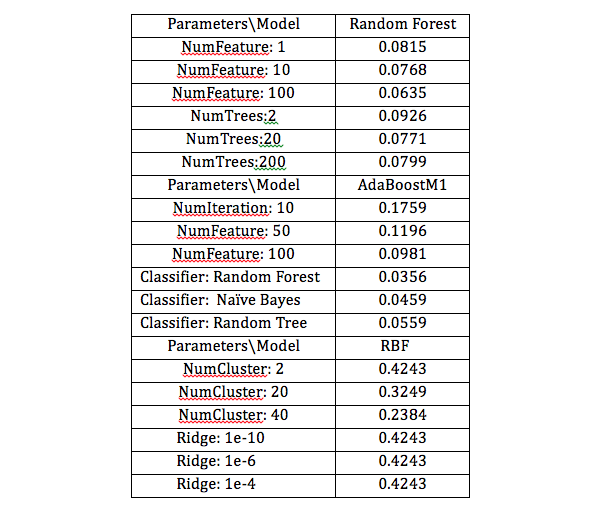 Parameters\Model Random Forest
NumFeature: 1 0.0815
NumFeature: 10 0.0768
NumFeature: 100 0.0635
NumTrees:2 0.0926
NumTrees:20 0.0771
NumTrees:200 0.0799
Parameters\Model AdaBoostM1
NumIteration: 10 0.1759
NumFeature: 50 0.1196
NumFeature: 100 0.0981
Classifier: Random Forest 0.0356
Classifier: Naïve Bayes 0.0459
Classifier: Random Tree 0.0559
Parameters\Model RBF
NumCluster: 2 0.4243
NumCluster: 20 0.3249
NumCluster: 40 0.2384
Ridge: 1e-10 0.4243
Ridge: 1e-6 0.4243
Ridge: 1e-4 0.4243